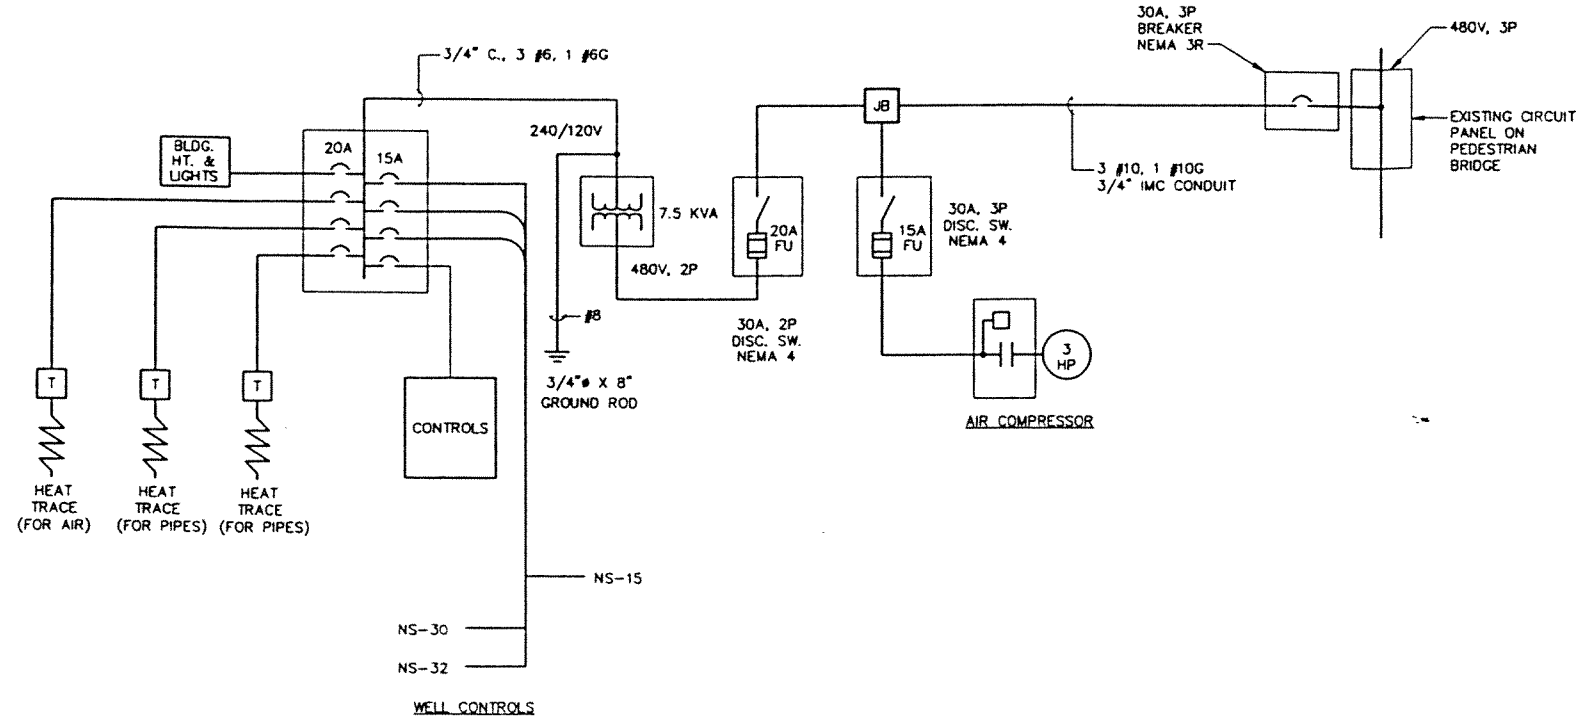 30A, 3P
BREAKER
NEMA 3R
480V, 3P
3/4" C., 3 #6, 1 #6G
JB
EXISTING CIRCUIT
PANEL ON
PEDESTRIAN
BRIDGE
240/120V
BLDG.
HT. &
LIGHTS
20A
15A
3 #10, 1 #10G
3/4" IMC CONDUIT
7.5 KVA
20A
FU
15A
FU
30A, 3P
DISC. SW.
NEMA 4
480V, 2P
#8
30A, 2P
DISC. SW.
NEMA 4
3
HP
T
T
T
3/4"ø X 8"
GROUND ROD
AIR COMPRESSOR
CONTROLS
HEAT
TRACE
(FOR AIR)
HEAT
TRACE
(FOR PIPES)
HEAT
TRACE
(FOR PIPES)
NS-15
NS-30
NS-32
WELL CONTROLS